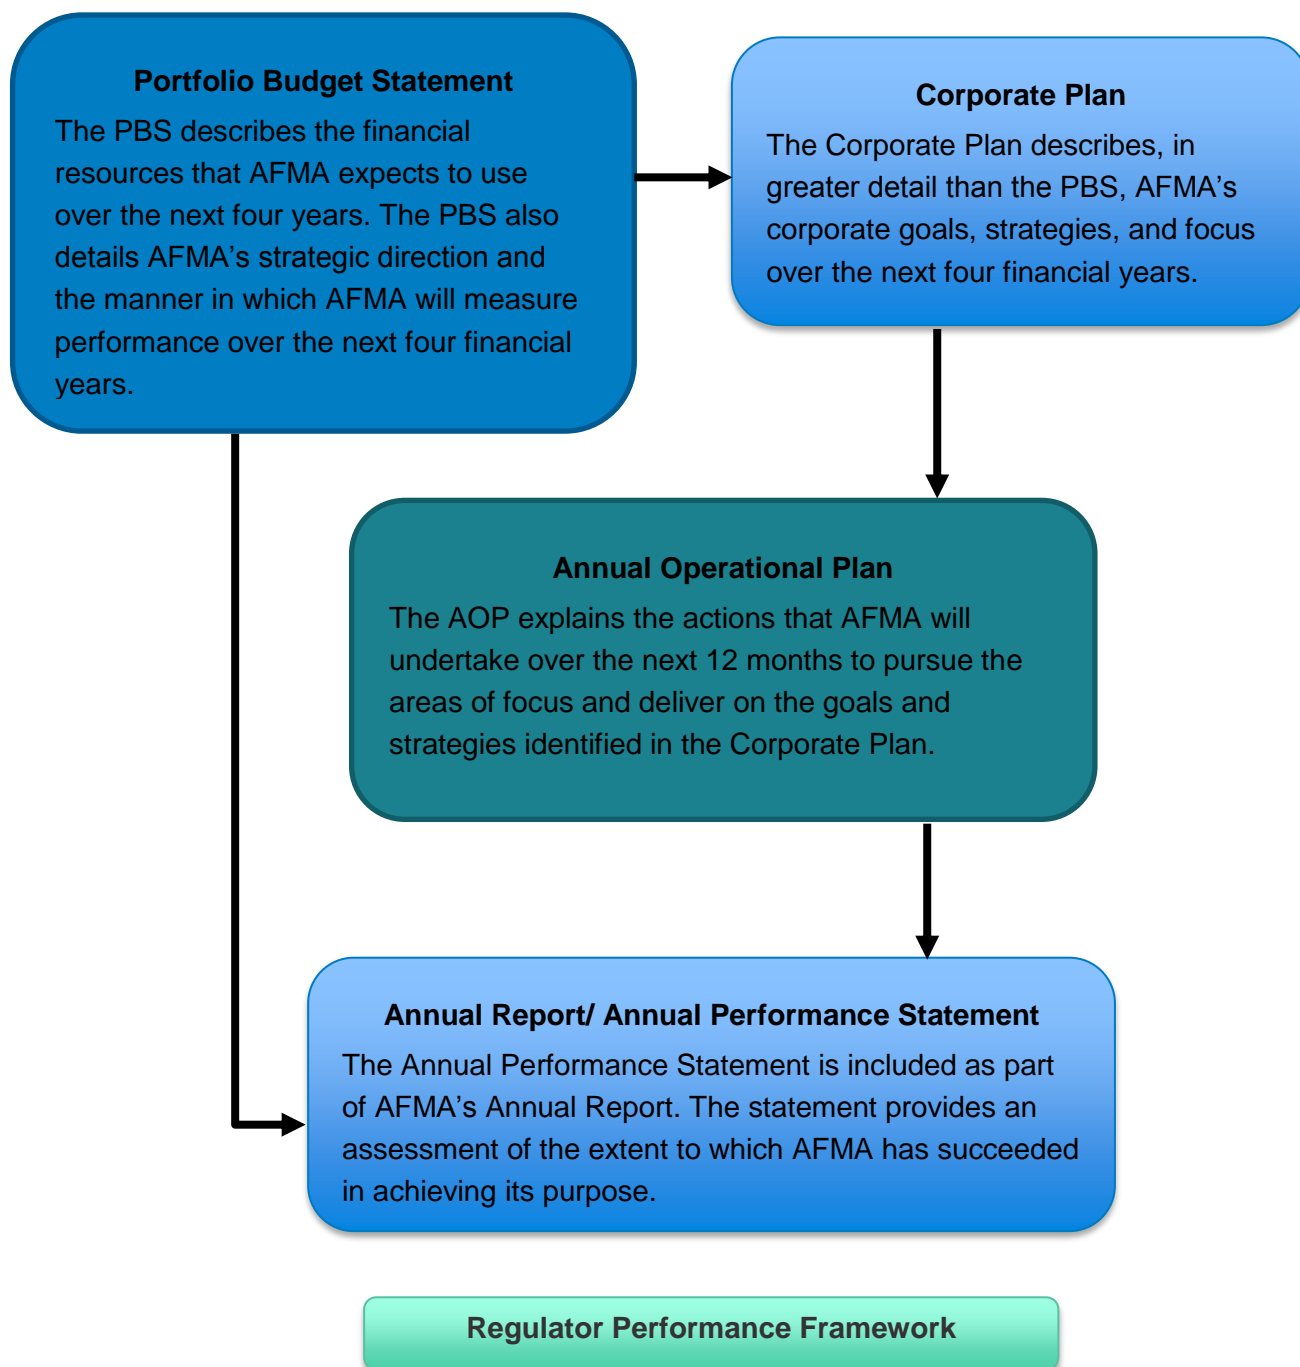 Portfolio Budget Statement
The PBS describes the financial
resources that AFMA expects to use
over the next four years. The PBS also
details AFMA’s strategic direction and
the manner in which AFMA will measure
performance over the next four financial
years.
Corporate Plan
The Corporate Plan describes, in
greater detail than the PBS, AFMA’s
corporate goals, strategies, and focus
over the next four financial years.
Annual Operational Plan
The AOP explains the actions that AFMA will
undertake over the next 12 months to pursue the
areas of focus and deliver on the goals and
strategies identified in the Corporate Plan.
Annual Report/ Annual Performance Statement
The Annual Performance Statement is included as part
of AFMA’s Annual Report. The statement provides an
assessment of the extent to which AFMA has succeeded
in achieving its purpose.
Regulator Performance Framework